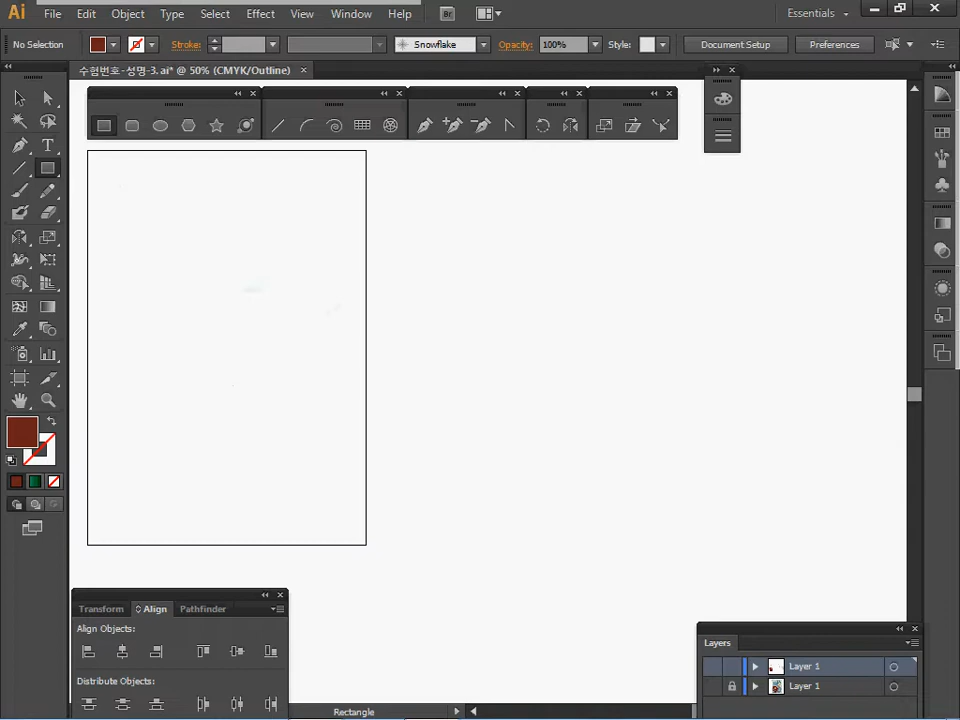 Ai File Edit Object Type Select Effect View Window Help Br Essentials
No Selection Stroke: Snowflake Opacity: 100% Style: Document Setup Preferences
수험번호-성명-3.ai* @ 50% (CMYK/Outline)
Transform Align Pathfinder
Align Objects:
Distribute Objects:
Rectangle
Layers
Layer 1
Layer 1